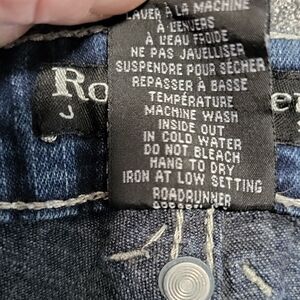 LAVER À LA MACHINE
À L'ENVERS
À L'EAU FROIDE
NE PAS JAVELLISER
SUSPENDRE POUR SÉCHER
REPASSER À BASSE
TEMPÉRATURE
MACHINE WASH
INSIDE OUT
IN COLD WATER
DO NOT BLEACH
HANG TO DRY
IRON AT LOW SETTING
ROADRUNNER
Ro
J